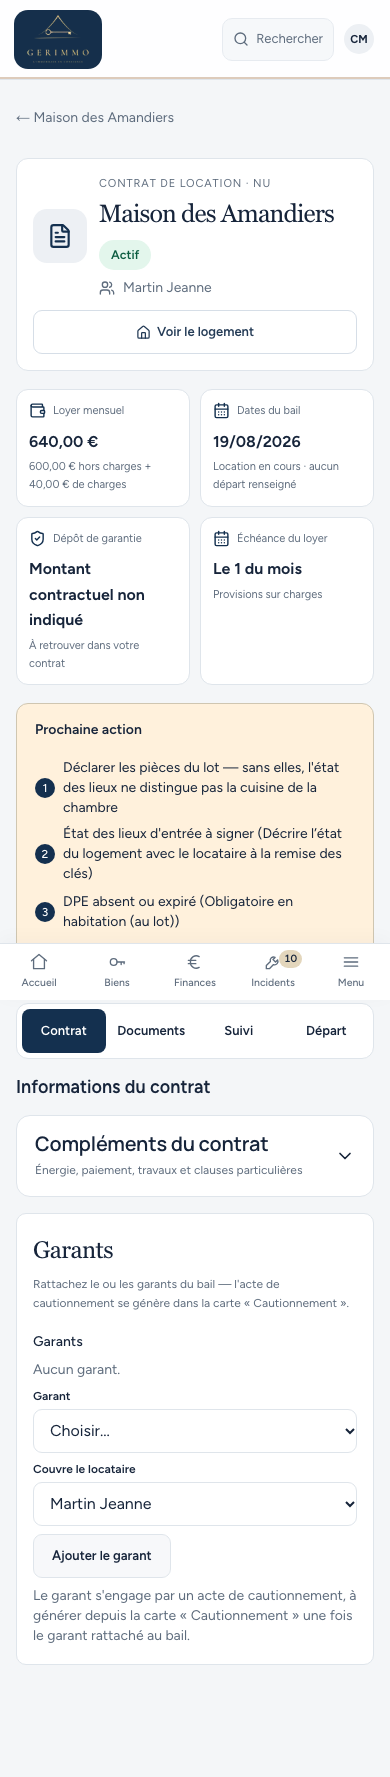 GERIMMO
Rechercher
CM
← Maison des Amandiers
CONTRAT DE LOCATION · NU
Maison des Amandiers
Actif
Martin Jeanne
Voir le logement
Loyer mensuel
640,00 €
600,00 € hors charges +
40,00 € de charges
Dates du bail
19/08/2026
Location en cours · aucun
départ renseigné
Dépôt de garantie
Montant
contractuel non
indiqué
À retrouver dans votre
contrat
Échéance du loyer
Le 1 du mois
Provisions sur charges
Prochaine action
1
Déclarer les pièces du lot — sans elles, l'état
des lieux ne distingue pas la cuisine de la
chambre
2
État des lieux d'entrée à signer (Décrire l'état
du logement avec le locataire à la remise des
clés)
3
DPE absent ou expiré (Obligatoire en
habitation (au lot))
Accueil
Biens
Finances
10
Incidents
Menu
Contrat
Documents
Suivi
Départ
Informations du contrat
Compléments du contrat
Énergie, paiement, travaux et clauses particulières
Garants
Rattachez le ou les garants du bail — l'acte de
cautionnement se génère dans la carte « Cautionnement ».
Garants
Aucun garant.
Garant
Choisir…
Couvre le locataire
Martin Jeanne
Ajouter le garant
Le garant s'engage par un acte de cautionnement, à
générer depuis la carte « Cautionnement » une fois
le garant rattaché au bail.